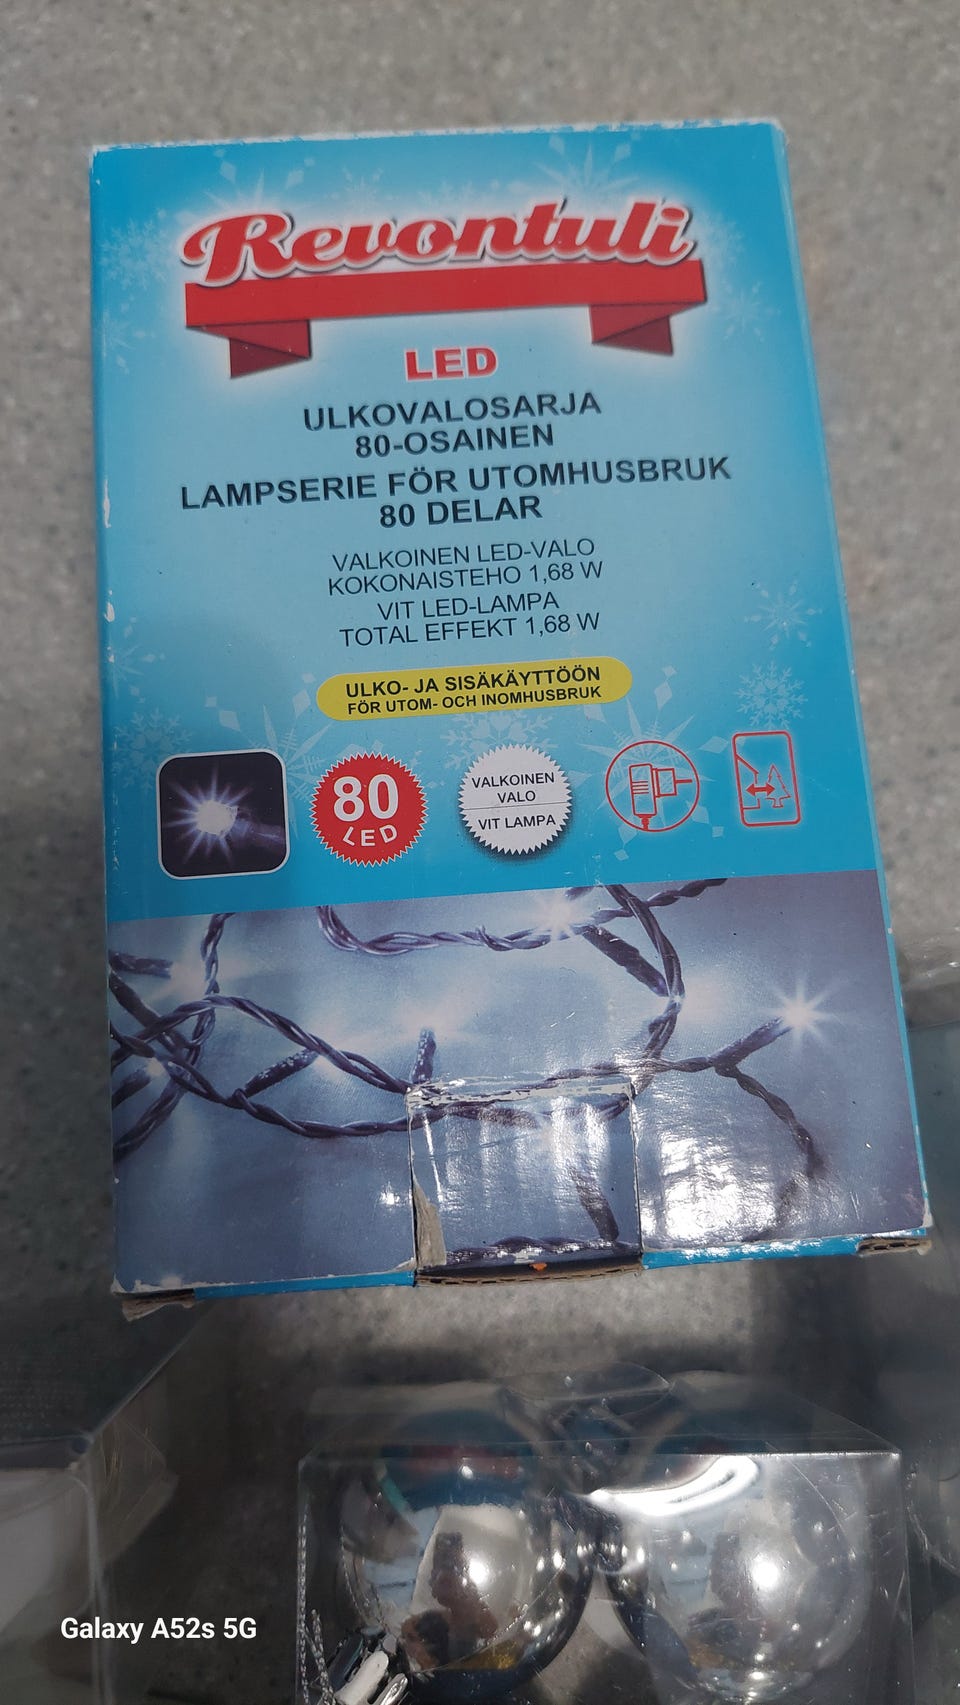 Revontuli
LED
ULKOVALOSARJA
80-OSAINEN
LAMPSERIE FÖR UTOMHUSBRUK
80 DELAR
VALKOINEN LED-VALO
KOKONAISTEHO 1,68 W
VIT LED-LAMPA
TOTAL EFFEKT 1,68 W
ULKO- JA SISÄKÄYTTÖÖN
FÖR UTOM- OCH INOMHUSBRUK
80
LED
VALKOINEN
VALO
VIT LAMPA
Galaxy A52s 5G